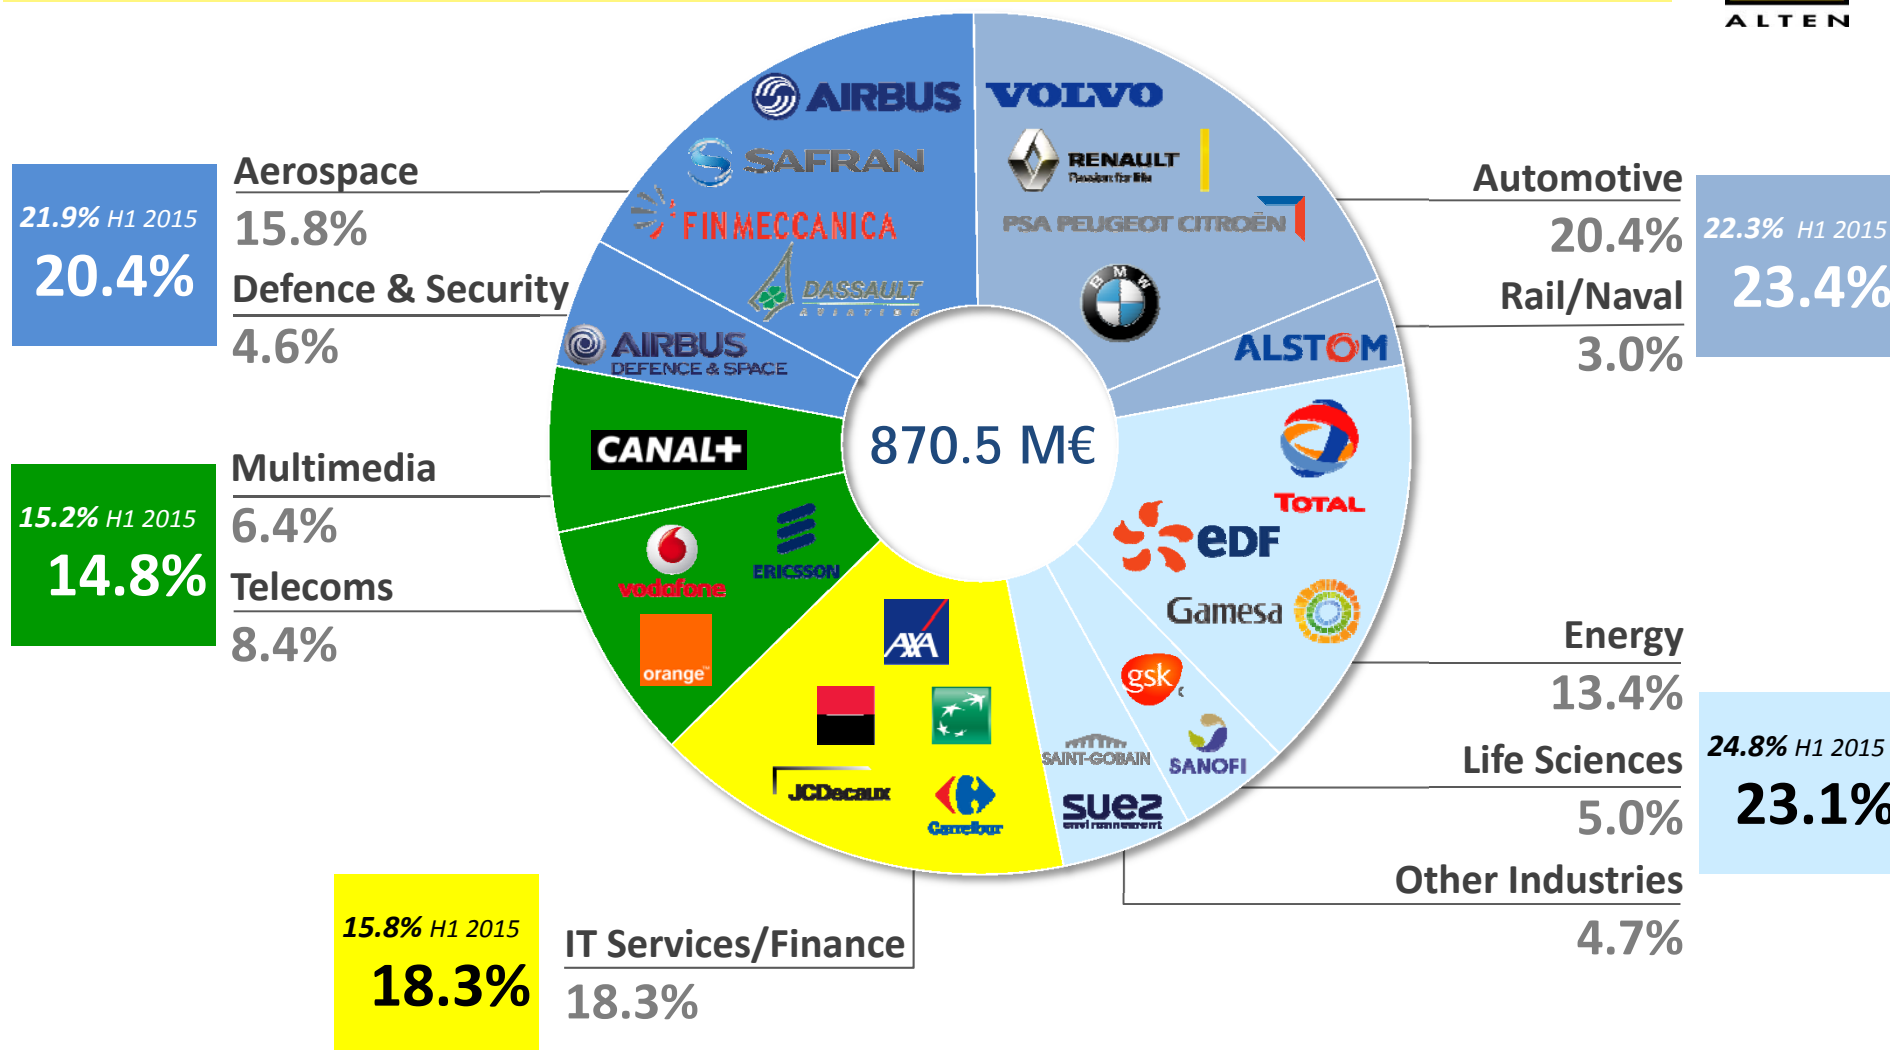 ALTEN
AIRBUS
SAFRAN
FINMECCANICA
DASSAULT
AVIATION
AIRBUS
DEFENCE & SPACE
VOLVO
RENAULT
Passion for life
PSA PEUGEOT CITROËN
BMW
ALSTOM
21.9% H1 2015
20.4%
Aerospace
15.8%
Defence & Security
4.6%
Automotive
20.4%
Rail/Naval
3.0%
22.3% H1 2015
23.4%
870.5 M€
CANAL+
vodafone
ERICSSON
orange™
15.2% H1 2015
14.8%
Multimedia
6.4%
Telecoms
8.4%
TOTAL
eDF
Gamesa
gsk
SANOFI
SAINT-GOBAIN
suez
environnement
Energy
13.4%
Life Sciences
5.0%
Other Industries
4.7%
24.8% H1 2015
23.1%
AXA
JCDecaux
Carrefour
15.8% H1 2015
18.3%
IT Services/Finance
18.3%